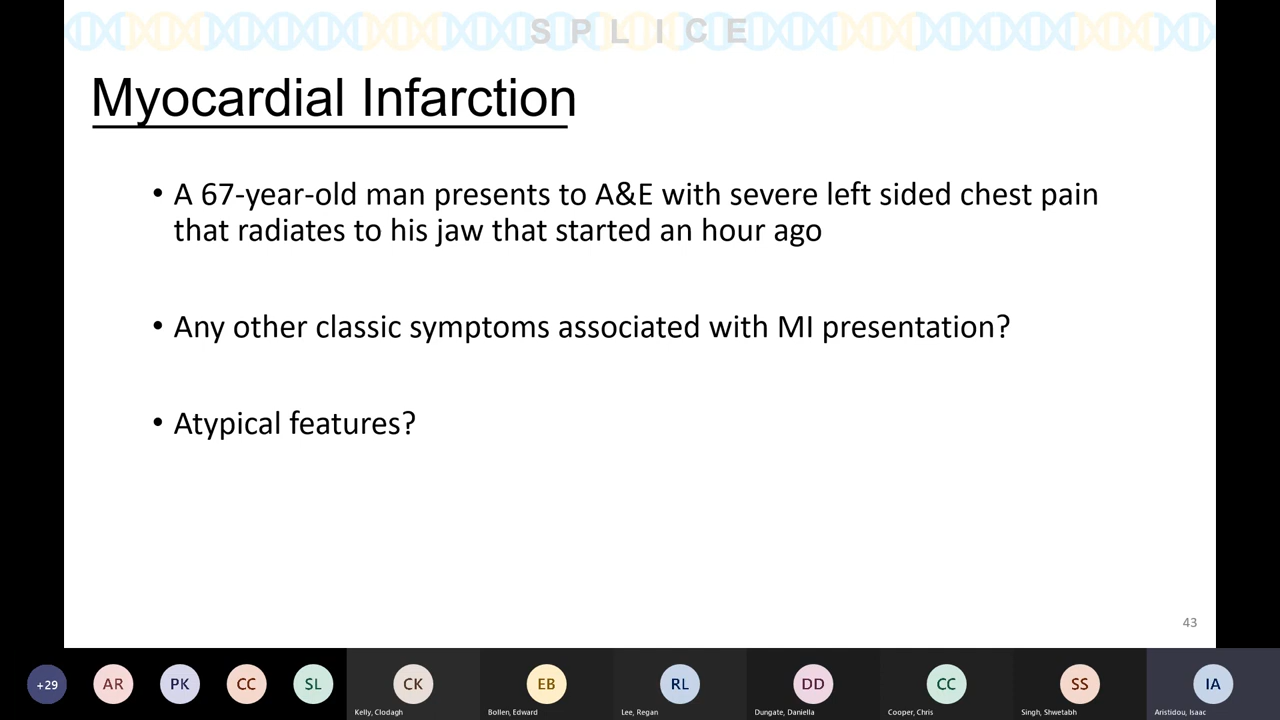 S P L I C E
Myocardial Infarction
• A 67-year-old man presents to A&E with severe left sided chest pain
that radiates to his jaw that started an hour ago
• Any other classic symptoms associated with MI presentation?
• Atypical features?
43
+29 AR PK CC SL CK EB RL DD CC SS IA
Kelly, Clodagh Bollen, Edward Lee, Regan Dungate, Daniella Cooper, Chris Singh, Shwetabh Aristidou, Isaac